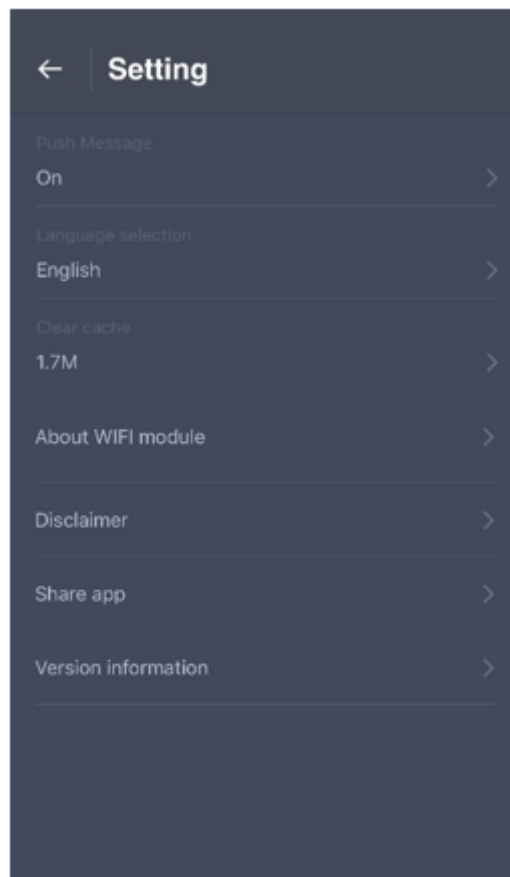 Setting
Push Message
On
Language selection
English
Clear cache
1.7M
About WIFI module
Disclaimer
Share app
Version information